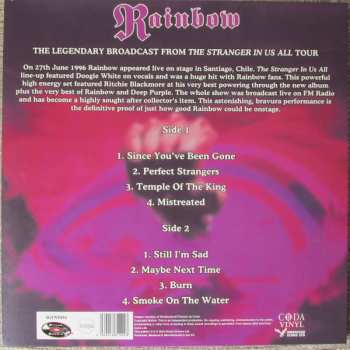 Rainbow
THE LEGENDARY BROADCAST FROM THE STRANGER IN US ALL TOUR
On 27th June 1996 Rainbow appeared live on stage in Santiago, Chile. The Stranger In Us All
line-up featured Doogie White on vocals and was a huge hit with Rainbow fans. This powerful
high energy set featured Ritchie Blackmore at his very best powering through the new album
plus the very best of Rainbow and Deep Purple. The whole show was broadcast live on FM Radio
and has become a highly sought after collector's item. This astonishing, bravura performance is
the definitive proof of just how good Rainbow could be onstage.
Side 1
1. Since You've Been Gone
2. Perfect Strangers
3. Temple Of The King
4. Mistreated
Side 2
1. Still I'm Sad
2. Maybe Next Time
3. Burn
4. Smoke On The Water
CODA
VINYL